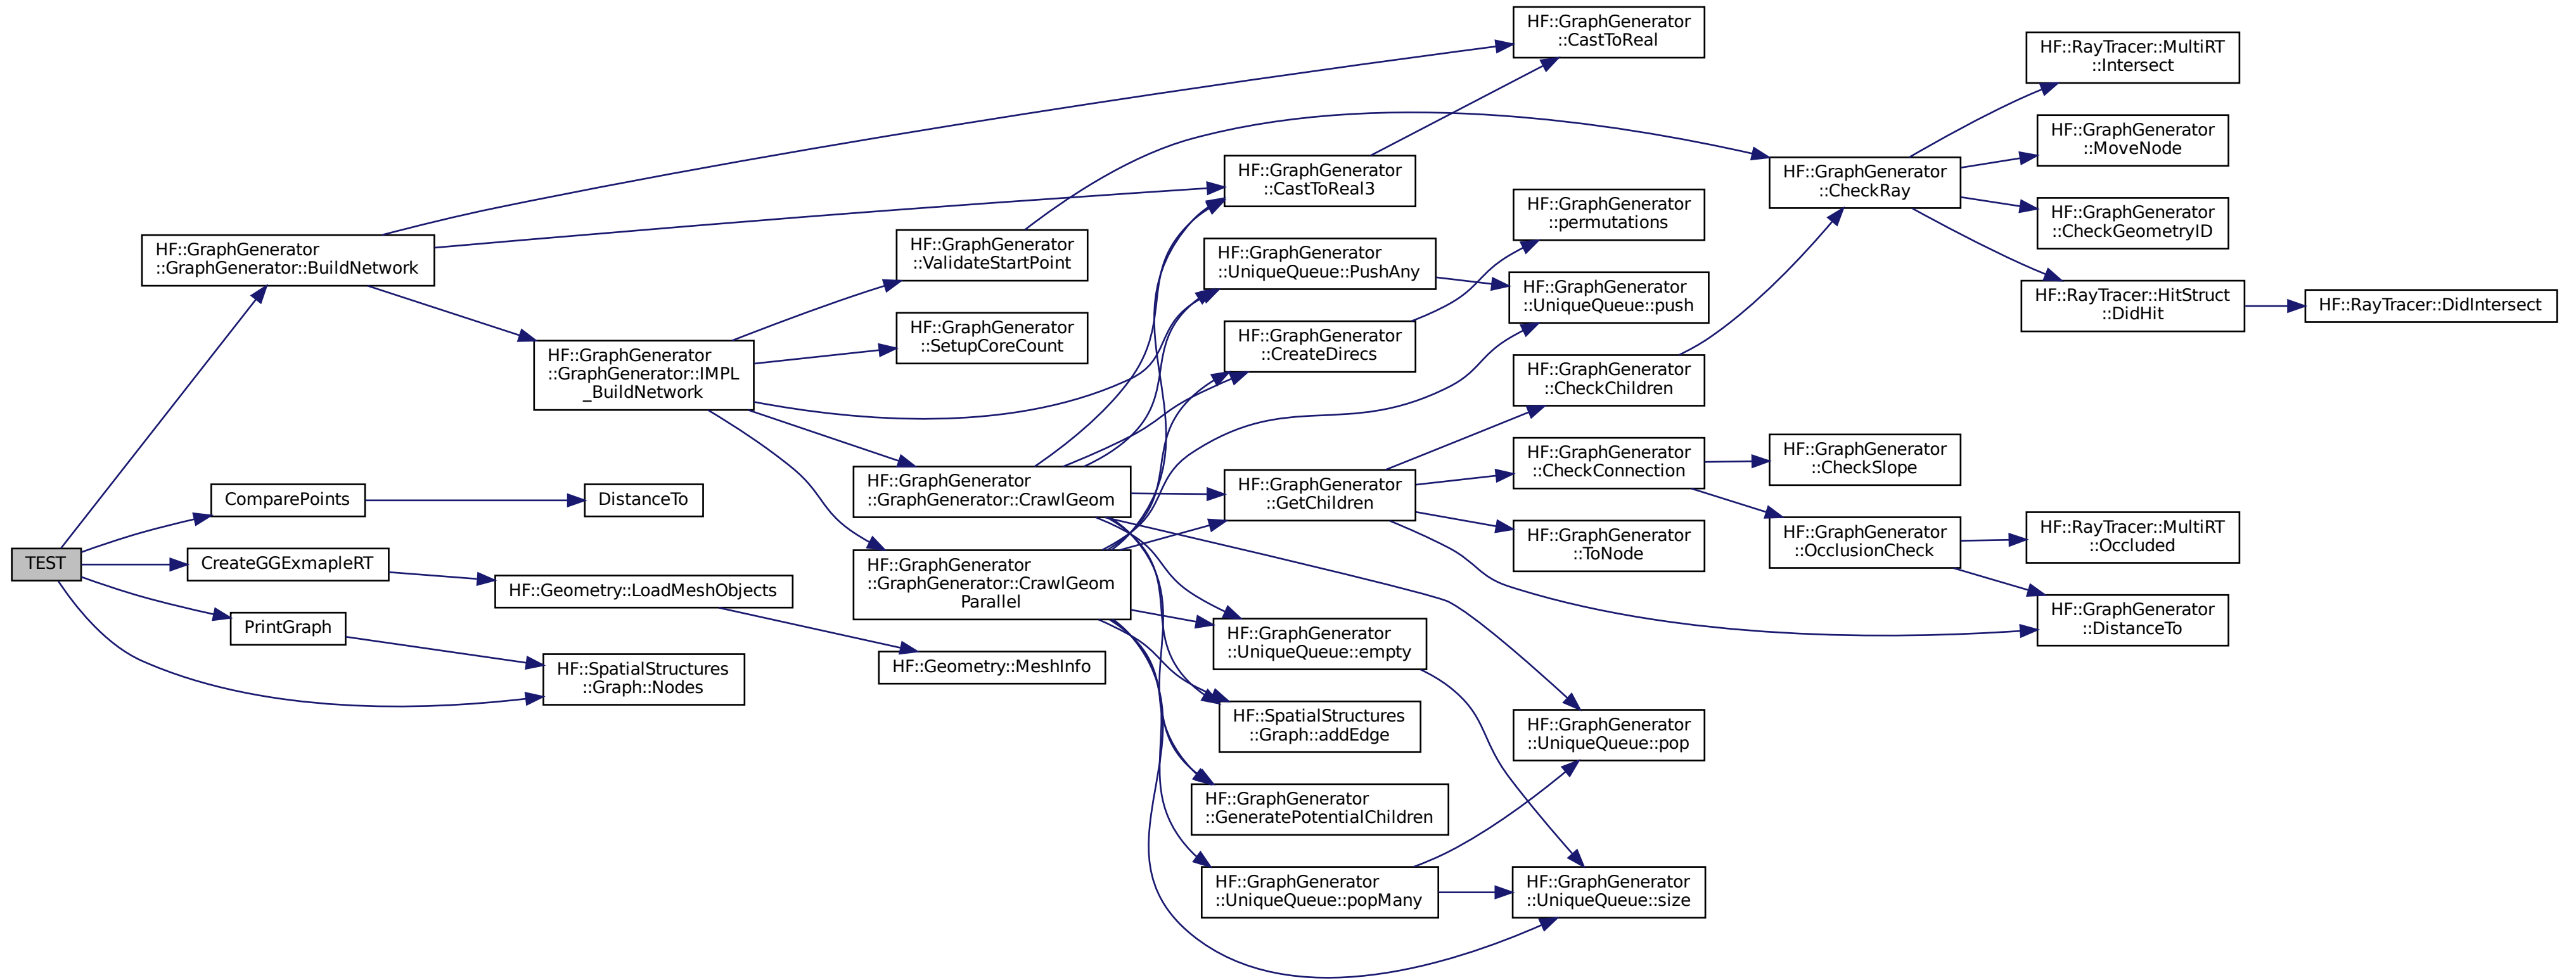 TEST
HF::GraphGenerator
::GraphGenerator::BuildNetwork
ComparePoints
CreateGGExmapleRT
PrintGraph
HF::GraphGenerator
::GraphGenerator::IMPL
_BuildNetwork
DistanceTo
HF::Geometry::LoadMeshObjects
HF::SpatialStructures
::Graph::Nodes
HF::GraphGenerator
::ValidateStartPoint
HF::GraphGenerator
::SetupCoreCount
HF::GraphGenerator
::GraphGenerator::CrawlGeom
HF::GraphGenerator
::GraphGenerator::CrawlGeom
Parallel
HF::Geometry::MeshInfo
HF::GraphGenerator
::CastToReal3
HF::GraphGenerator
::UniqueQueue::PushAny
HF::GraphGenerator
::CreateDirecs
HF::GraphGenerator
::GetChildren
HF::GraphGenerator
::UniqueQueue::empty
HF::SpatialStructures
::Graph::addEdge
HF::GraphGenerator
::GeneratePotentialChildren
HF::GraphGenerator
::UniqueQueue::popMany
HF::GraphGenerator
::CastToReal
HF::GraphGenerator
::permutations
HF::GraphGenerator
::UniqueQueue::push
HF::GraphGenerator
::CheckChildren
HF::GraphGenerator
::CheckConnection
HF::GraphGenerator
::ToNode
HF::GraphGenerator
::UniqueQueue::pop
HF::GraphGenerator
::UniqueQueue::size
HF::GraphGenerator
::CheckRay
HF::GraphGenerator
::CheckSlope
HF::GraphGenerator
::OcclusionCheck
HF::RayTracer::MultiRT
::Intersect
HF::GraphGenerator
::MoveNode
HF::GraphGenerator
::CheckGeometryID
HF::RayTracer::HitStruct
::DidHit
HF::RayTracer::MultiRT
::Occluded
HF::GraphGenerator
::DistanceTo
HF::RayTracer::DidIntersect